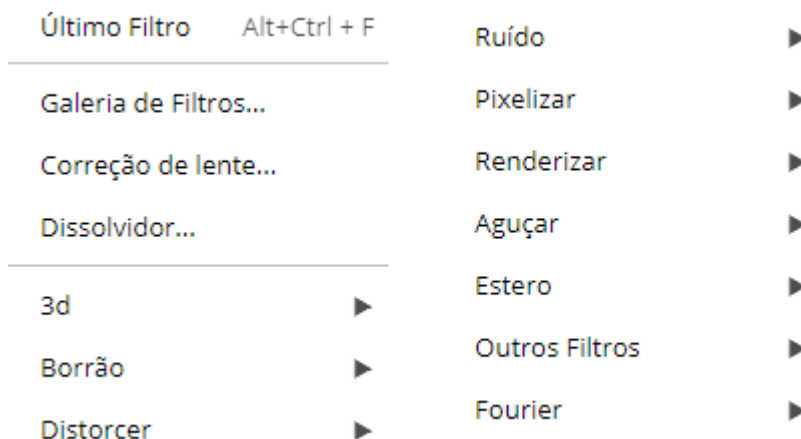 Último Filtro Alt+Ctrl + F
Galeria de Filtros...
Correção de lente...
Dissolvidor...
3d
Borrão
Distorcer
Ruído
Pixelizar
Renderizar
Aguçar
Estero
Outros Filtros
Fourier